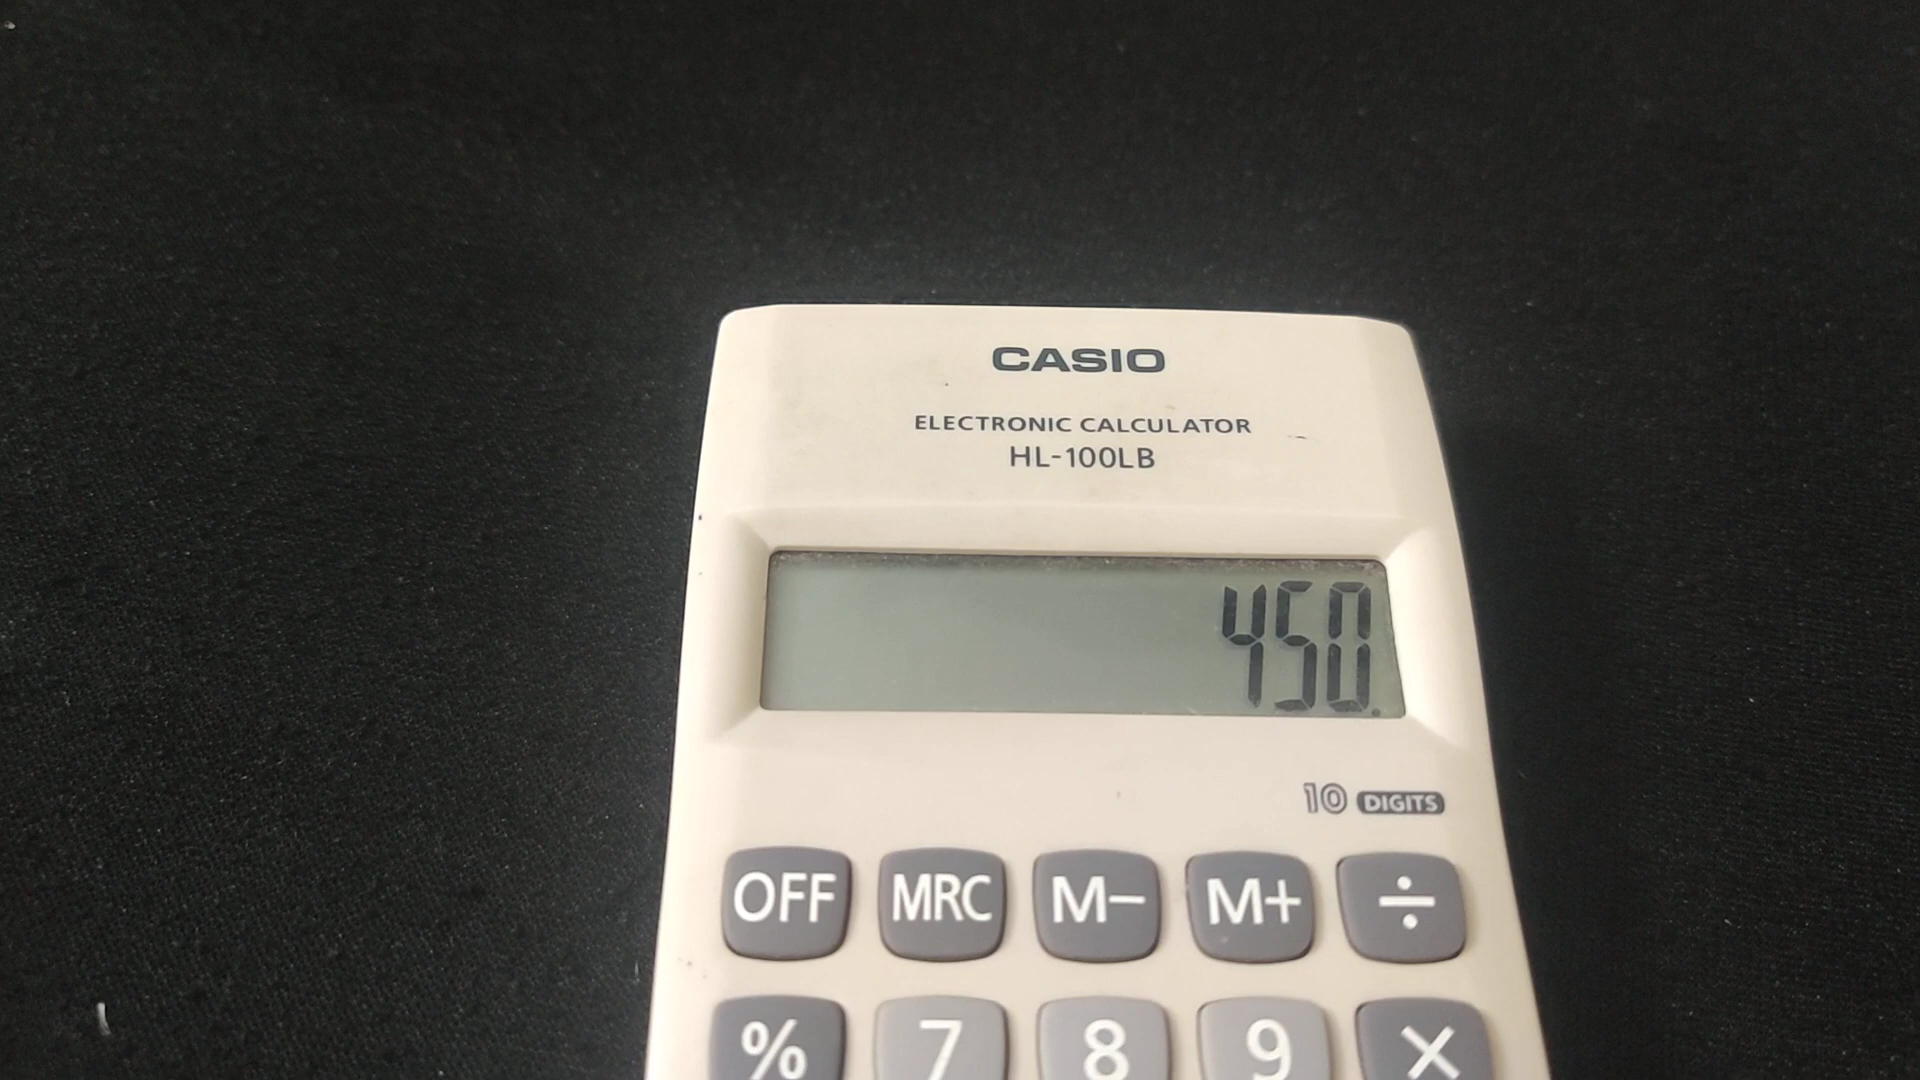 CASIO
ELECTRONIC CALCULATOR
HL-100LB
450.
10 DIGITS
OFF MRC M− M+ ÷
% 7 8 9 ×